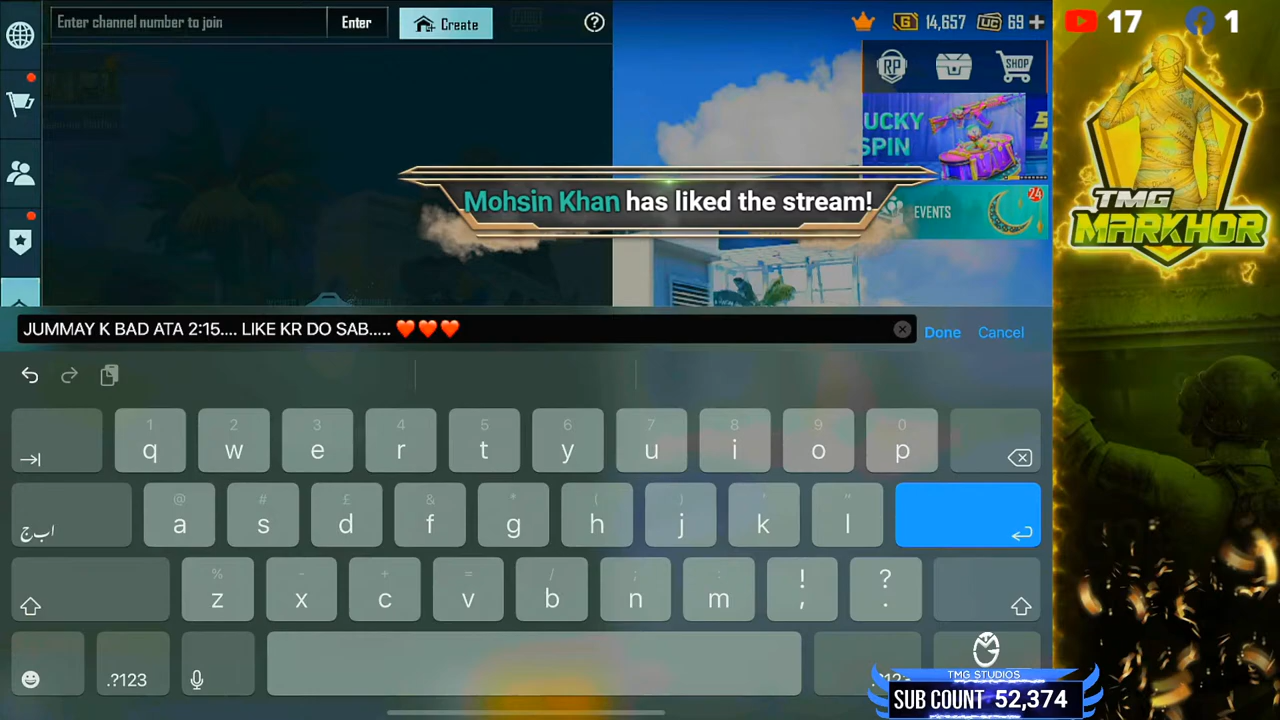 Enter channel number to join
Enter
Create
?
G 14,657
UC 69 +
17
1
RP
SHOP
UCKY
SPIN
Mohsin Khan has liked the stream!
EVENTS
24
TMG
MARKHOR
JUMMAY K BAD ATA 2:15.... LIKE KR DO SAB..... ❤️❤️❤️
Done
Cancel
1 2 3 4 5 6 7 8 9 0
q w e r t y u i o p
@ # £ & * ( ) ' "
ا ب ج
a s d f g h j k l
% - + = / ; : ! ?
z x c v b n m , .
.?123
TMG STUDIOS
SUB COUNT 52,374